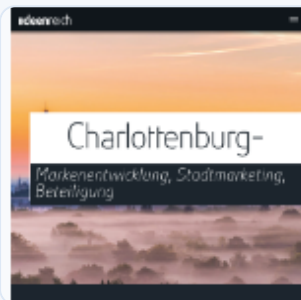 ideenreich
Charlottenburg-
Markenentwicklung, Stadtmarketing,
Beteiligung